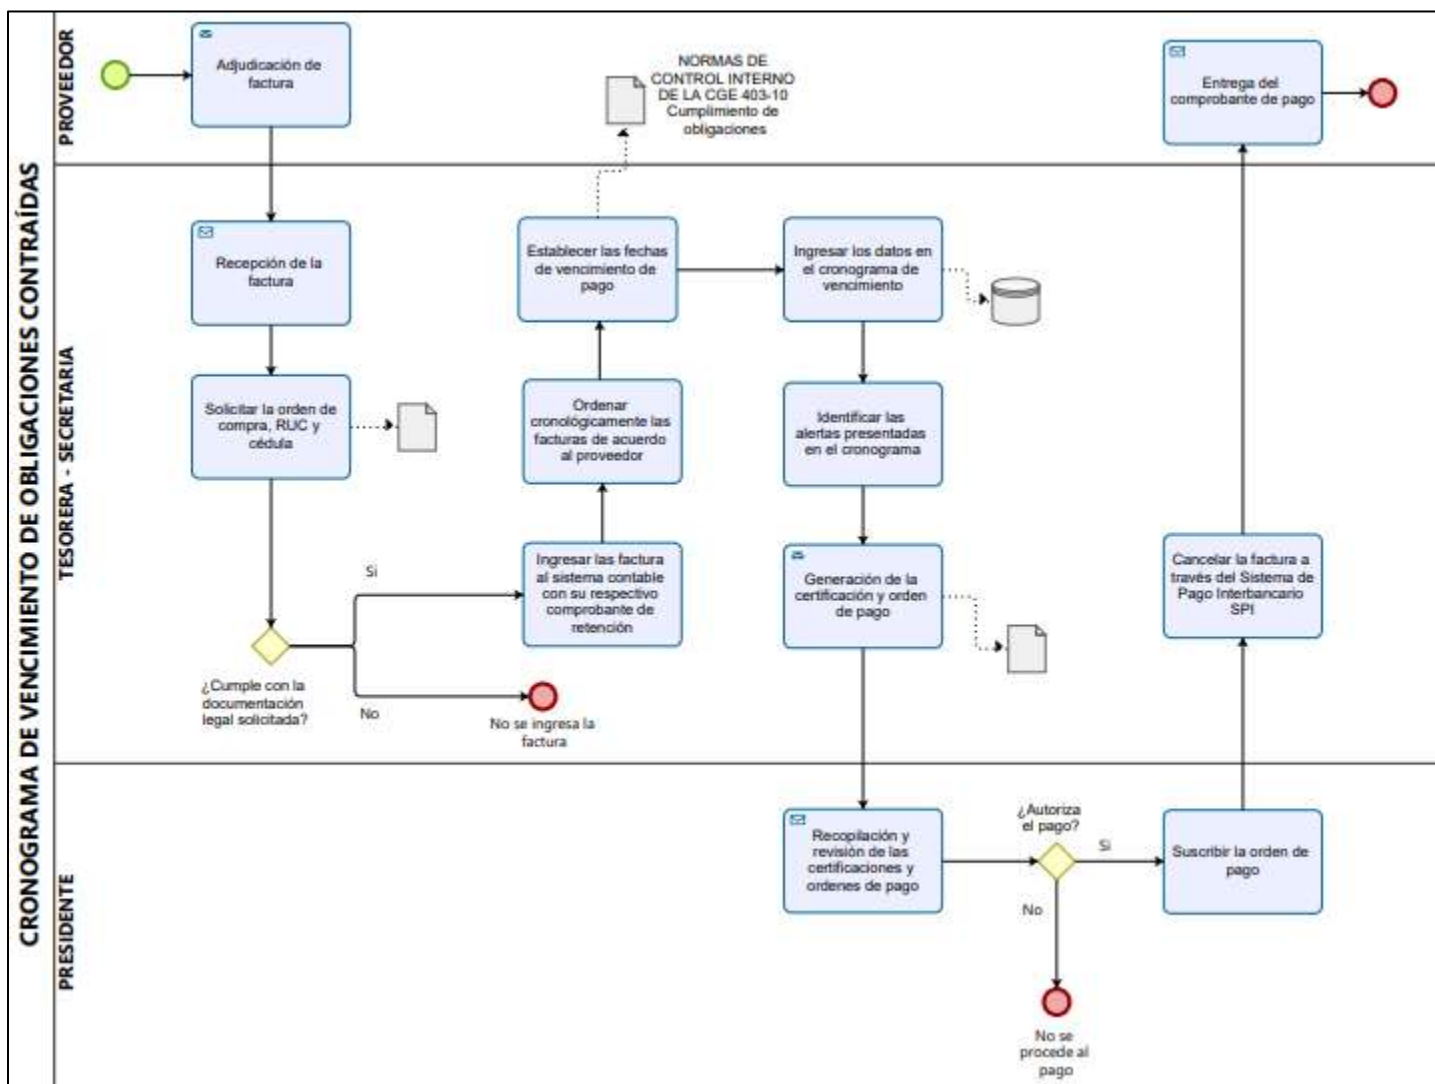 CRONOGRAMA DE VENCIMIENTO DE OBLIGACIONES CONTRAÍDAS
PROVEEDOR
Adjudicación de
factura
NORMAS DE
CONTROL INTERNO
DE LA CGE 403-10
Cumplimiento de
obligaciones
Entrega del
comprobante de pago
TESORERA - SECRETARIA
Recepción de la
factura
Solicitar la orden de
compra, RUC y
cédula
¿Cumple con la
documentación
legal solicitada?
Si
No
No se ingresa la
factura
Ingresar las factura
al sistema contable
con su respectivo
comprobante de
retención
Ordenar
cronológicamente las
facturas de acuerdo
al proveedor
Establecer las fechas
de vencimiento de
pago
Ingresar los datos en
el cronograma de
vencimiento
Identificar las
alertas presentadas
en el cronograma
Generación de la
certificación y orden
de pago
Cancelar la factura a
través del Sistema de
Pago Interbancario
SPI
PRESIDENTE
Recopilación y
revisión de las
certificaciones y
ordenes de pago
¿Autoriza
el pago?
Si
No
No se
procede al
pago
Suscribir la orden de
pago